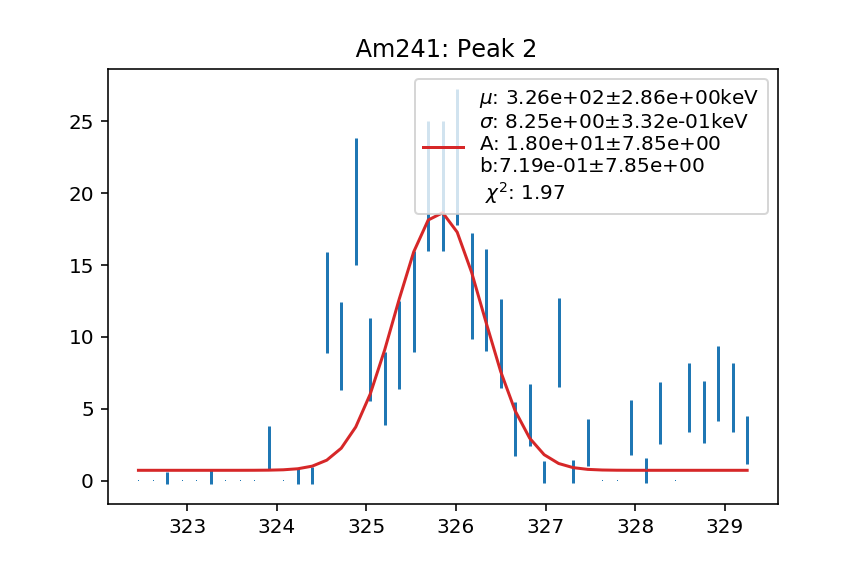 Am241: Peak 2
μ: 3.26e+02±2.86e+00keV
σ: 8.25e+00±3.32e-01keV
A: 1.80e+01±7.85e+00
b:7.19e-01±7.85e+00
χ²: 1.97
25
20
15
10
5
0
323 324 325 326 327 328 329